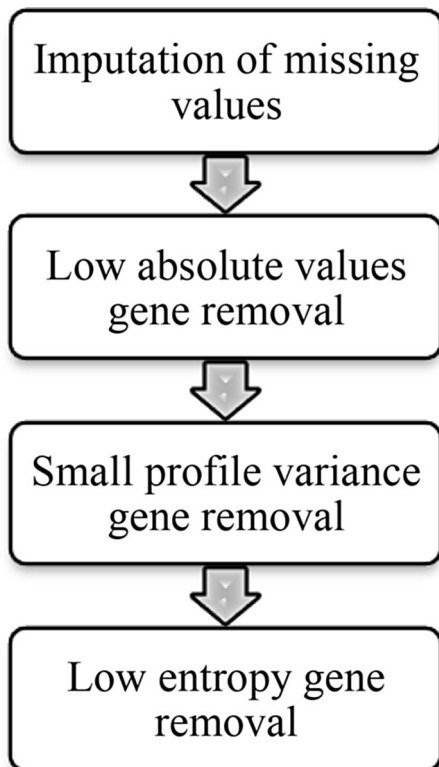 Imputation of missing
values
Low absolute values
gene removal
Small profile variance
gene removal
Low entropy gene
removal